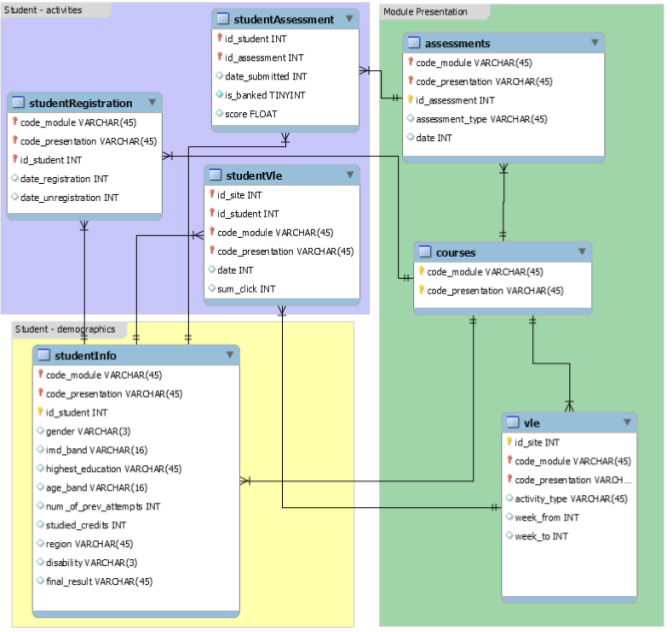 Student - activities
studentAssessment
id_student INT
id_assessment INT
date_submitted INT
is_banked TINYINT
score FLOAT
studentRegistration
code_module VARCHAR(45)
code_presentation VARCHAR(45)
id_student INT
date_registration INT
date_unregistration INT
studentVle
id_site INT
id_student INT
code_module VARCHAR(45)
code_presentation VARCHAR(45)
date INT
sum_click INT
Student - demographics
studentInfo
code_module VARCHAR(45)
code_presentation VARCHAR(45)
id_student INT
gender VARCHAR(3)
imd_band VARCHAR(16)
highest_education VARCHAR(45)
age_band VARCHAR(16)
num_of_prev_attempts INT
studied_credits INT
region VARCHAR(45)
disability VARCHAR(3)
final_result VARCHAR(45)
Module Presentation
assessments
code_module VARCHAR(45)
code_presentation VARCHAR(45)
id_assessment INT
assessment_type VARCHAR(45)
date INT
courses
code_module VARCHAR(45)
code_presentation VARCHAR(45)
vle
id_site INT
code_module VARCHAR(45)
code_presentation VARCH...
activity_type VARCHAR(45)
week_from INT
week_to INT